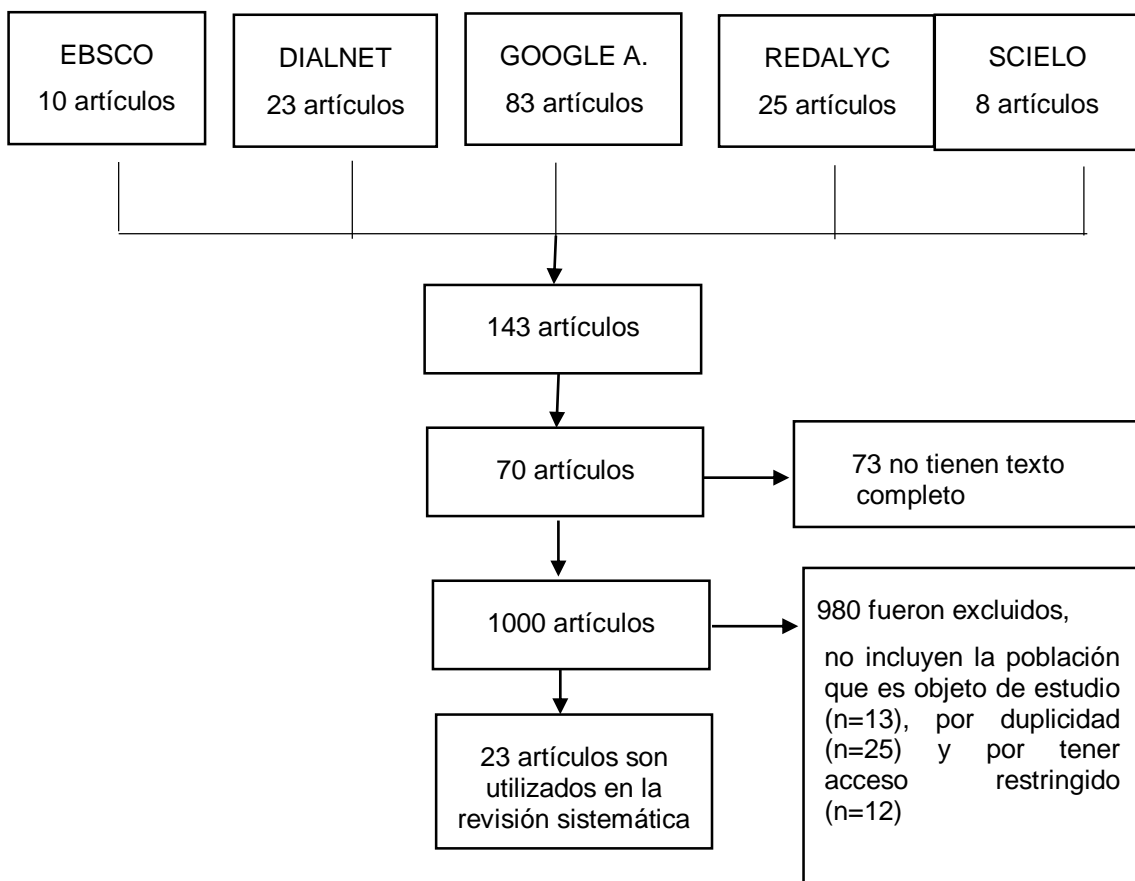 EBSCO
10 artículos
DIALNET
23 artículos
GOOGLE A.
83 artículos
REDALYC
25 artículos
SCIELO
8 artículos
143 artículos
70 artículos
73 no tienen texto
completo
1000 artículos
980 fueron excluidos,
no incluyen la población
que es objeto de estudio
(n=13), por duplicidad
(n=25) y por tener
acceso restringido
(n=12)
23 artículos son
utilizados en la
revisión sistemática